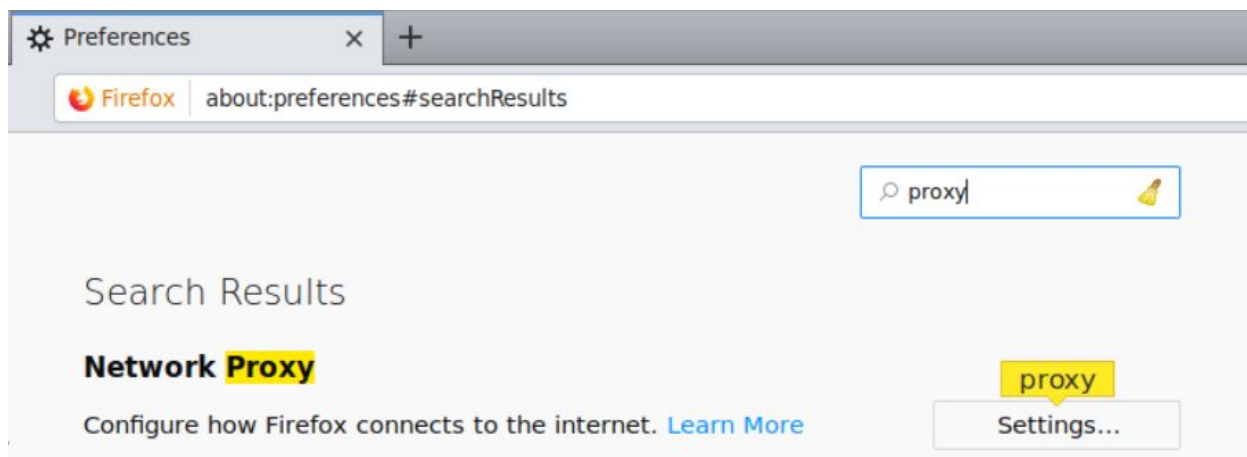 Preferences
Firefox about:preferences#searchResults
proxy
Search Results
Network Proxy
proxy
Configure how Firefox connects to the internet. Learn More
Settings...